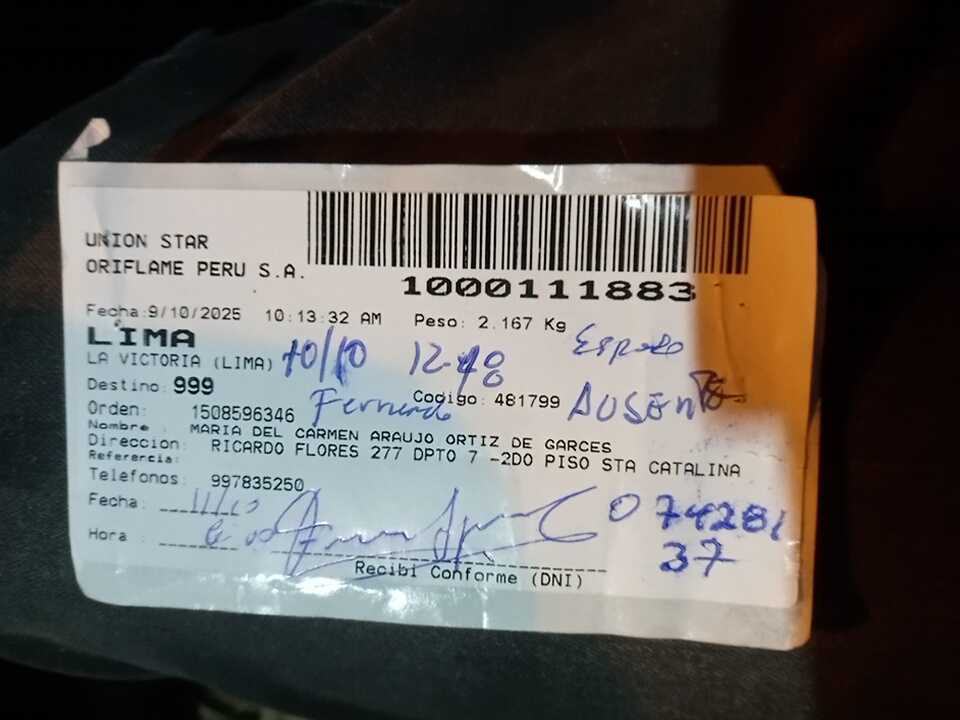 UNION STAR
ORIFLAME PERU S.A.
1000111883
Fecha:9/10/2025 10:13:32 AM Peso: 2.167 Kg
LIMA
LA VICTORIA (LIMA) 10/10 12-48 Esposo
Destino: 999 Codigo: 481799 AUSENTE
Orden: 1508596346 Fernando
Nombre : MARIA DEL CARMEN ARAUJO ORTIZ DE GARCES
Direccion: RICARDO FLORES 277 DPTO 7 -2DO PISO STA CATALINA
Referencia:
Telefonos: 997835250
Fecha: 11/10
Hora :
Recibi Conforme (DNI)
37